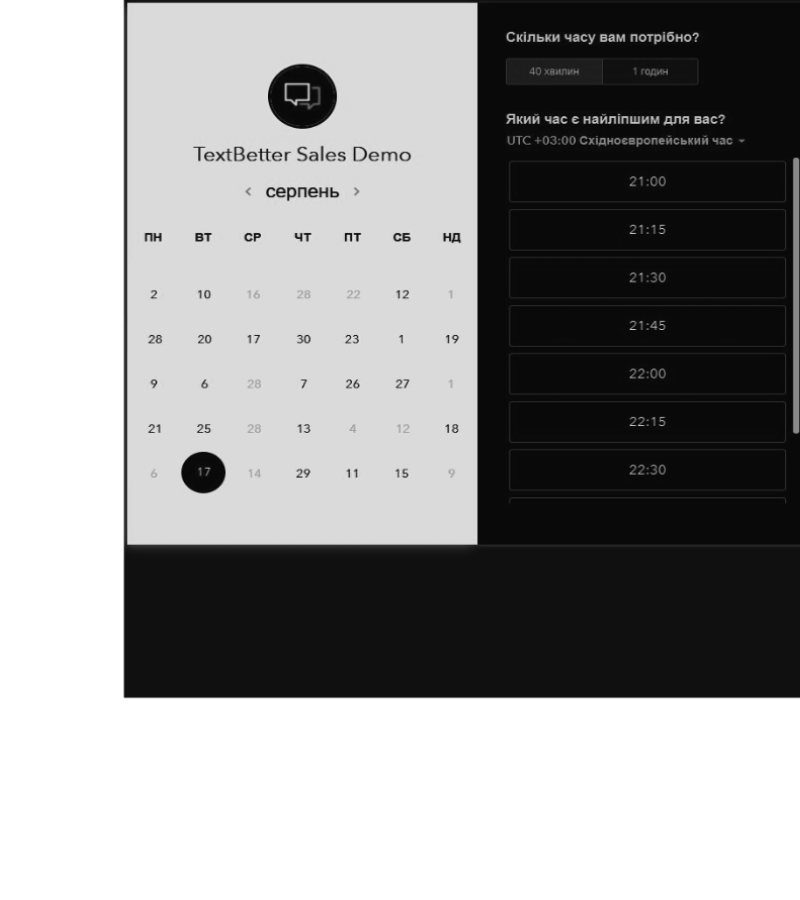 TextBetter Sales Demo
< серпень >
ПН ВТ СР ЧТ ПТ СБ НД
2 10 16 28 22 12 1
28 20 17 30 23 1 19
9 6 28 7 26 27 1
21 25 28 13 4 12 18
6 17 14 29 11 15 9
Скільки часу вам потрібно?
40 хвилин 1 годин
Який час є найліпшим для вас?
UTC +03:00 Східноєвропейський час
21:00
21:15
21:30
21:45
22:00
22:15
22:30